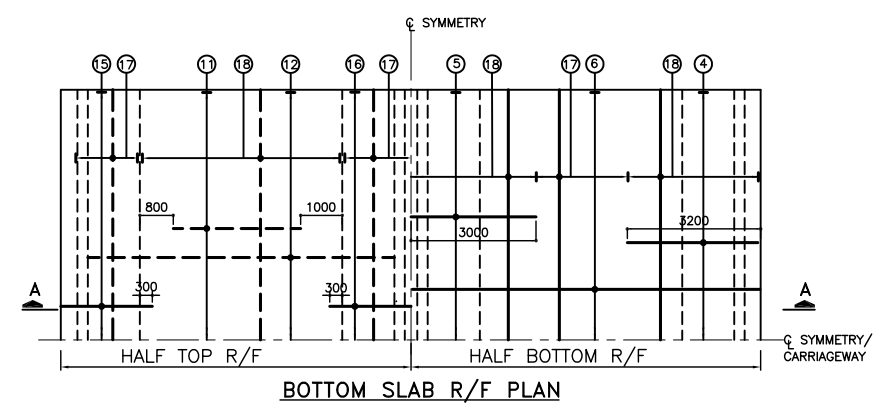 ℄ SYMMETRY
15 17 11 18 12 16 17 5 18 17 6 18 4
800 1000
3200
3000
A 300 300 A
℄ SYMMETRY/
CARRIAGEWAY
HALF TOP R/F HALF BOTTOM R/F
BOTTOM SLAB R/F PLAN